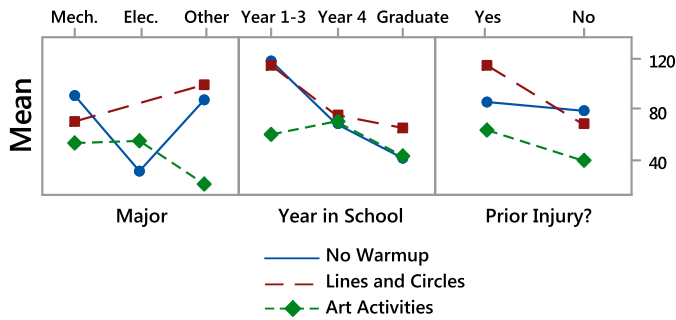 Mech. Elec. Other Year 1-3 Year 4 Graduate Yes No
120
80
40
Mean
Major Year in School Prior Injury?
No Warmup
Lines and Circles
Art Activities